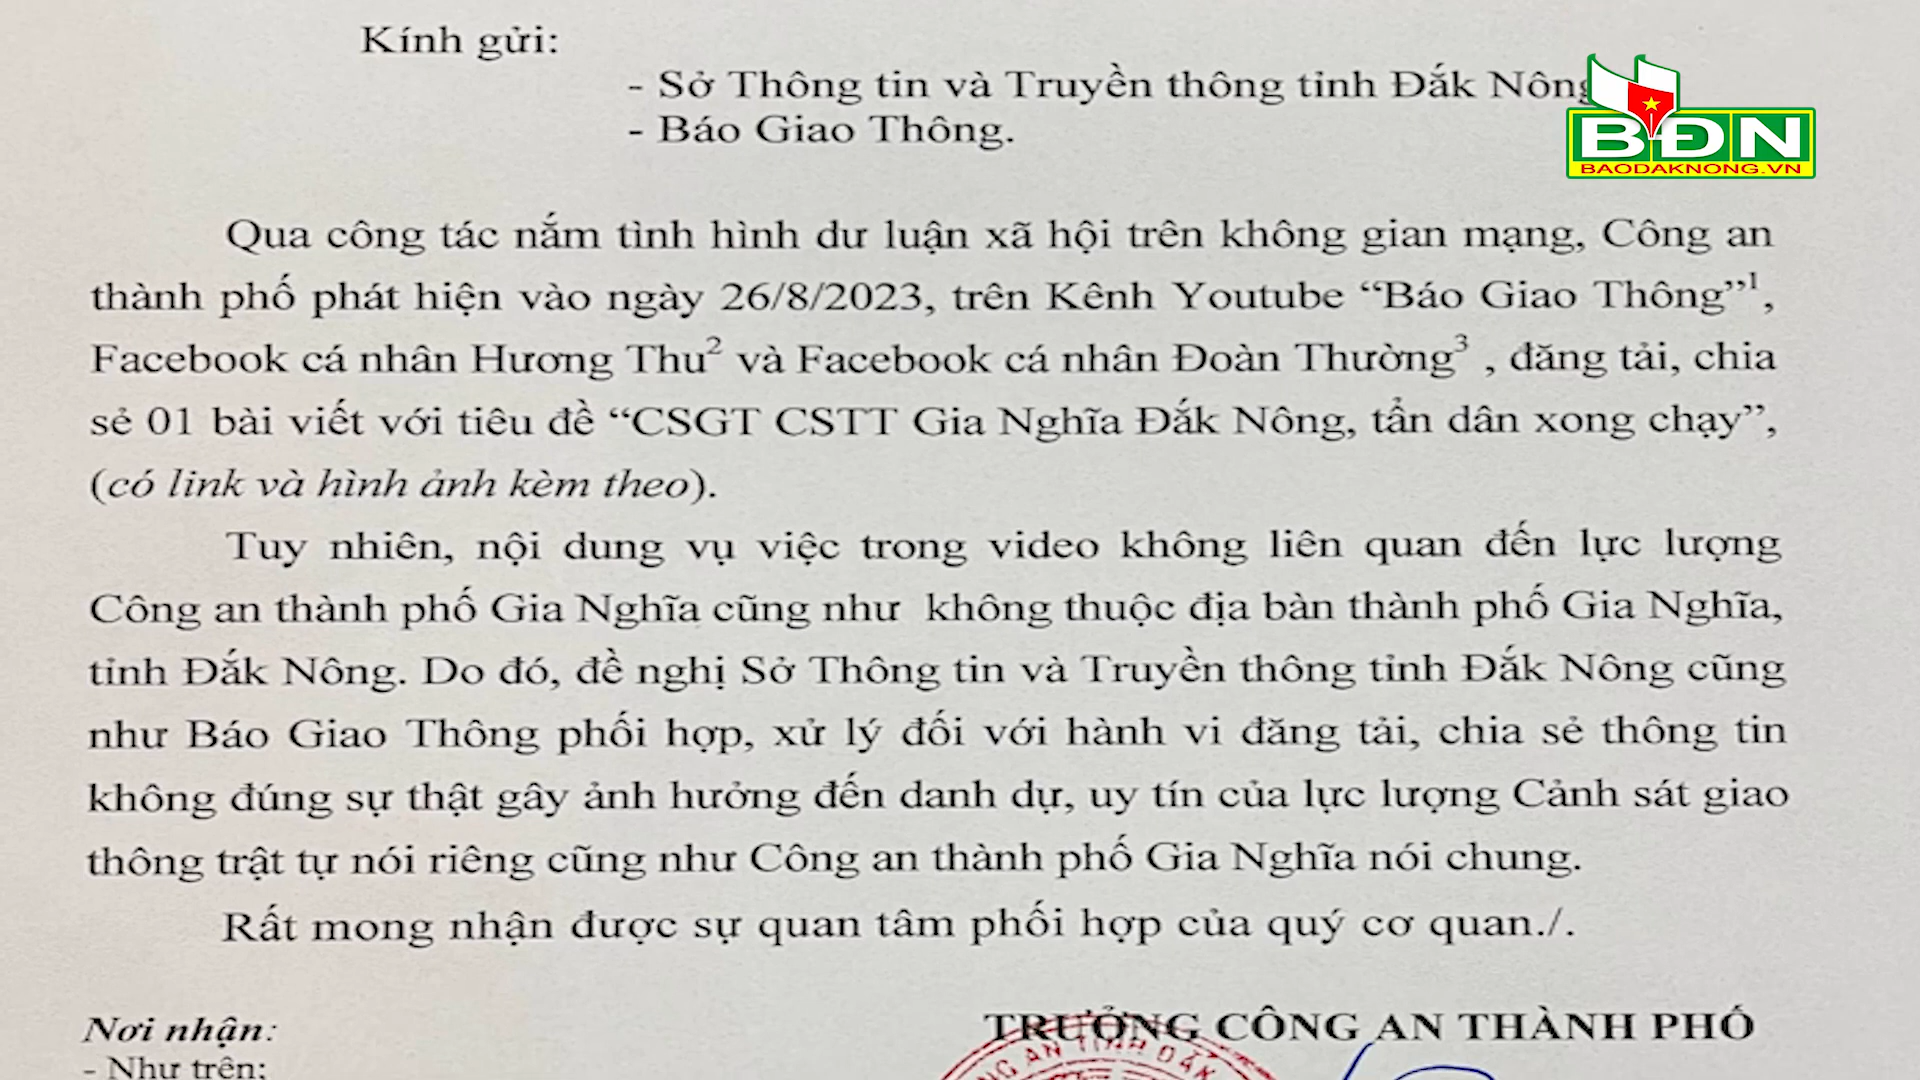 Kính gửi:
- Sở Thông tin và Truyền thông tỉnh Đắk Nông
- Báo Giao Thông.
BĐN
BAODAKNONG.VN
Qua công tác nắm tình hình dư luận xã hội trên không gian mạng, Công an
thành phố phát hiện vào ngày 26/8/2023, trên Kênh Youtube “Báo Giao Thông”1,
Facebook cá nhân Hương Thu2 và Facebook cá nhân Đoàn Thường3 , đăng tải, chia
sẻ 01 bài viết với tiêu đề “CSGT CSTT Gia Nghĩa Đắk Nông, tẩn dân xong chạy”,
(có link và hình ảnh kèm theo).
Tuy nhiên, nội dung vụ việc trong video không liên quan đến lực lượng
Công an thành phố Gia Nghĩa cũng như không thuộc địa bàn thành phố Gia Nghĩa,
tỉnh Đắk Nông. Do đó, đề nghị Sở Thông tin và Truyền thông tỉnh Đắk Nông cũng
như Báo Giao Thông phối hợp, xử lý đối với hành vi đăng tải, chia sẻ thông tin
không đúng sự thật gây ảnh hưởng đến danh dự, uy tín của lực lượng Cảnh sát giao
thông trật tự nói riêng cũng như Công an thành phố Gia Nghĩa nói chung.
Rất mong nhận được sự quan tâm phối hợp của quý cơ quan./.
Nơi nhận:
- Như trên;
TRƯỞNG CÔNG AN THÀNH PHỐ
AN TỈNH ĐẮK